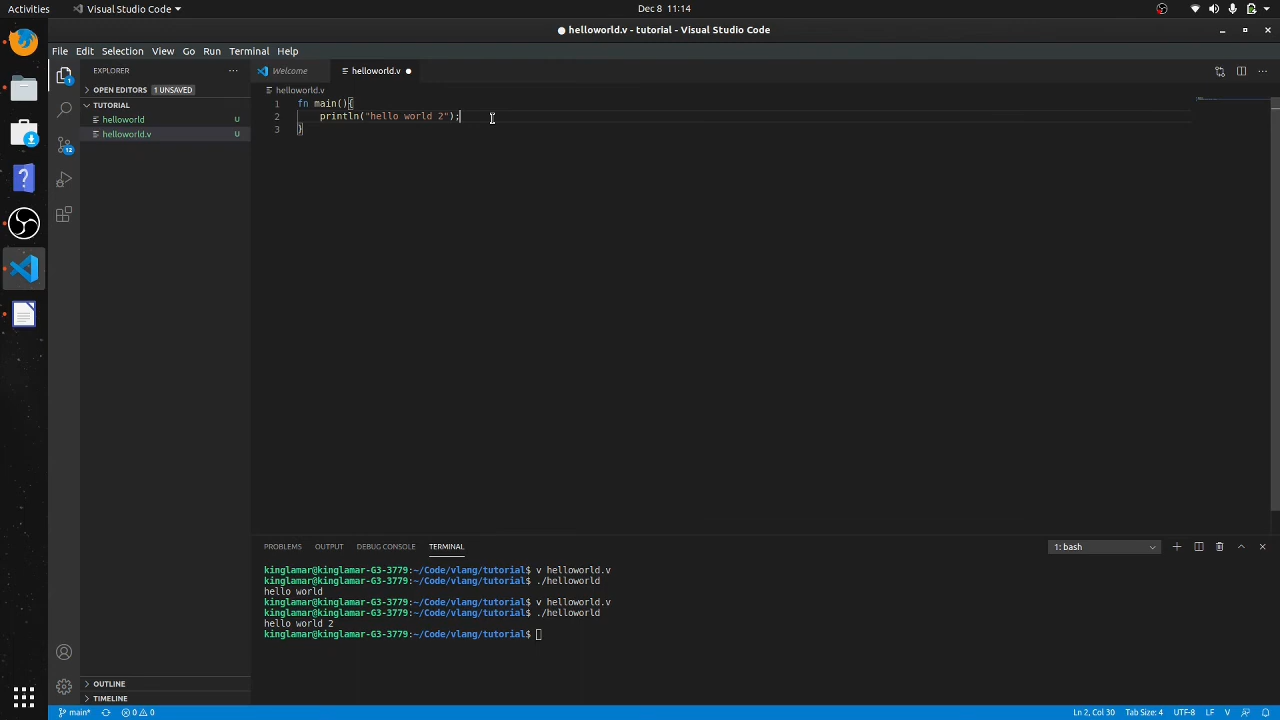 Activities Visual Studio Code Dec 8 11:14
helloworld.v - tutorial - Visual Studio Code
File Edit Selection View Go Run Terminal Help
EXPLORER Welcome helloworld.v
OPEN EDITORS 1 UNSAVED helloworld.v
TUTORIAL
helloworld U
helloworld.v U
1 fn main(){
2 println("hello world 2");
3 }
1
12
PROBLEMS OUTPUT DEBUG CONSOLE TERMINAL 1: bash
kinglamar@kinglamar-G3-3779:~/Code/vlang/tutorial$ v helloworld.v
kinglamar@kinglamar-G3-3779:~/Code/vlang/tutorial$ ./helloworld
hello world
kinglamar@kinglamar-G3-3779:~/Code/vlang/tutorial$ v helloworld.v
kinglamar@kinglamar-G3-3779:~/Code/vlang/tutorial$ ./helloworld
hello world 2
kinglamar@kinglamar-G3-3779:~/Code/vlang/tutorial$
OUTLINE
TIMELINE
main* 0 0 Ln 2, Col 30 Tab Size: 4 UTF-8 LF V